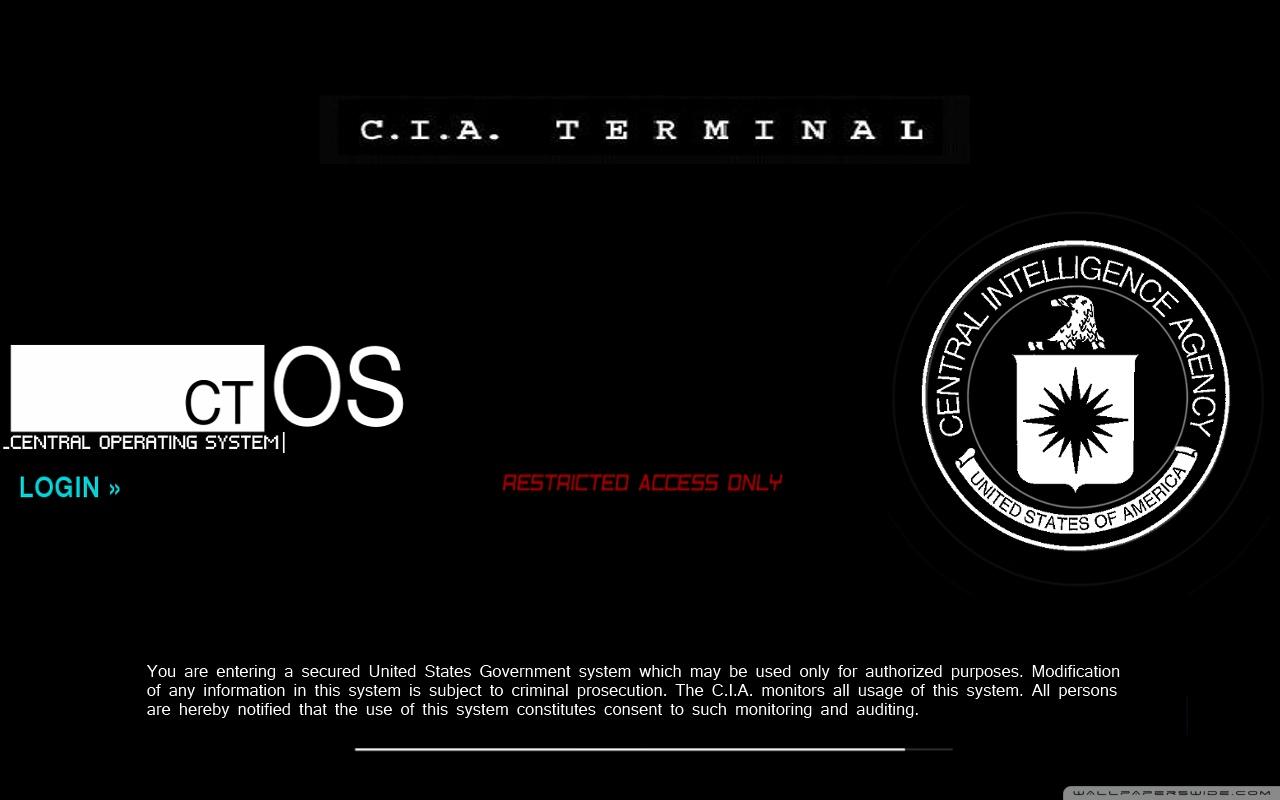 C.I.A. TERMINAL
CENTRAL INTELLIGENCE AGENCY
CTOS
_CENTRAL OPERATING SYSTEM|
LOGIN »
RESTRICTED ACCESS ONLY
UNITED STATES OF AMERICA
You are entering a secured United States Government system which may be used only for authorized purposes. Modification
of any information in this system is subject to criminal prosecution. The C.I.A. monitors all usage of this system. All persons
are hereby notified that the use of this system constitutes consent to such monitoring and auditing.
WALLPAPERSWIDE.COM